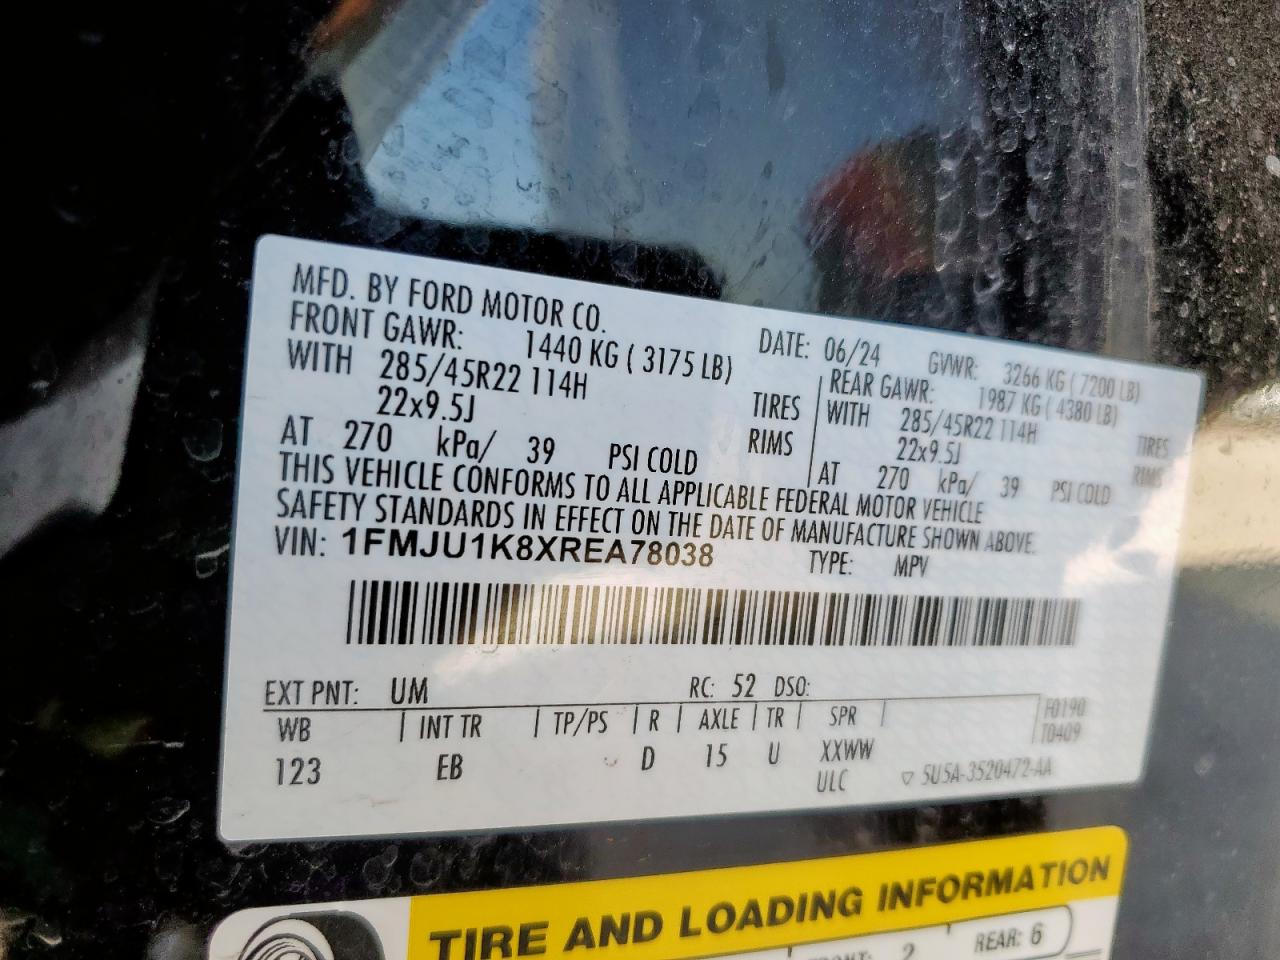 MFD. BY FORD MOTOR CO.
DATE: 06/24 GVWR: 3266 KG ( 7200 LB)
FRONT GAWR: 1440 KG ( 3175 LB)
WITH 285/45R22 114H TIRES
22x9.5J RIMS
AT 270 kPa/ 39 PSI COLD
REAR GAWR: 1987 KG ( 4380 LB)
WITH 285/45R22 114H TIRES
22x9.5J RIMS
AT 270 kPa/ 39 PSI COLD
THIS VEHICLE CONFORMS TO ALL APPLICABLE FEDERAL MOTOR VEHICLE
SAFETY STANDARDS IN EFFECT ON THE DATE OF MANUFACTURE SHOWN ABOVE.
VIN: 1FMJU1K8XREA78038 TYPE: MPV
EXT PNT: UM RC: 52 DSO:
WB INT TR TP/PS R AXLE TR SPR F0190
T0409
123 EB D 15 U XXWW
ULC ▽ 5U5A-3520472-AA
TIRE AND LOADING INFORMATION
2 REAR: 6